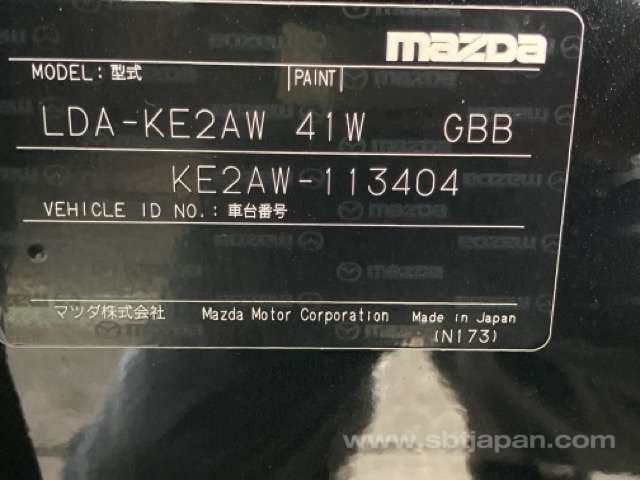 mazda
MODEL: 型式 |PAINT|
LDA-KE2AW 41W GBB
KE2AW-113404
VEHICLE ID NO.: 車台番号
マツダ株式会社 Mazda Motor Corporation Made in Japan
(N173)
www.sbtjapan.com